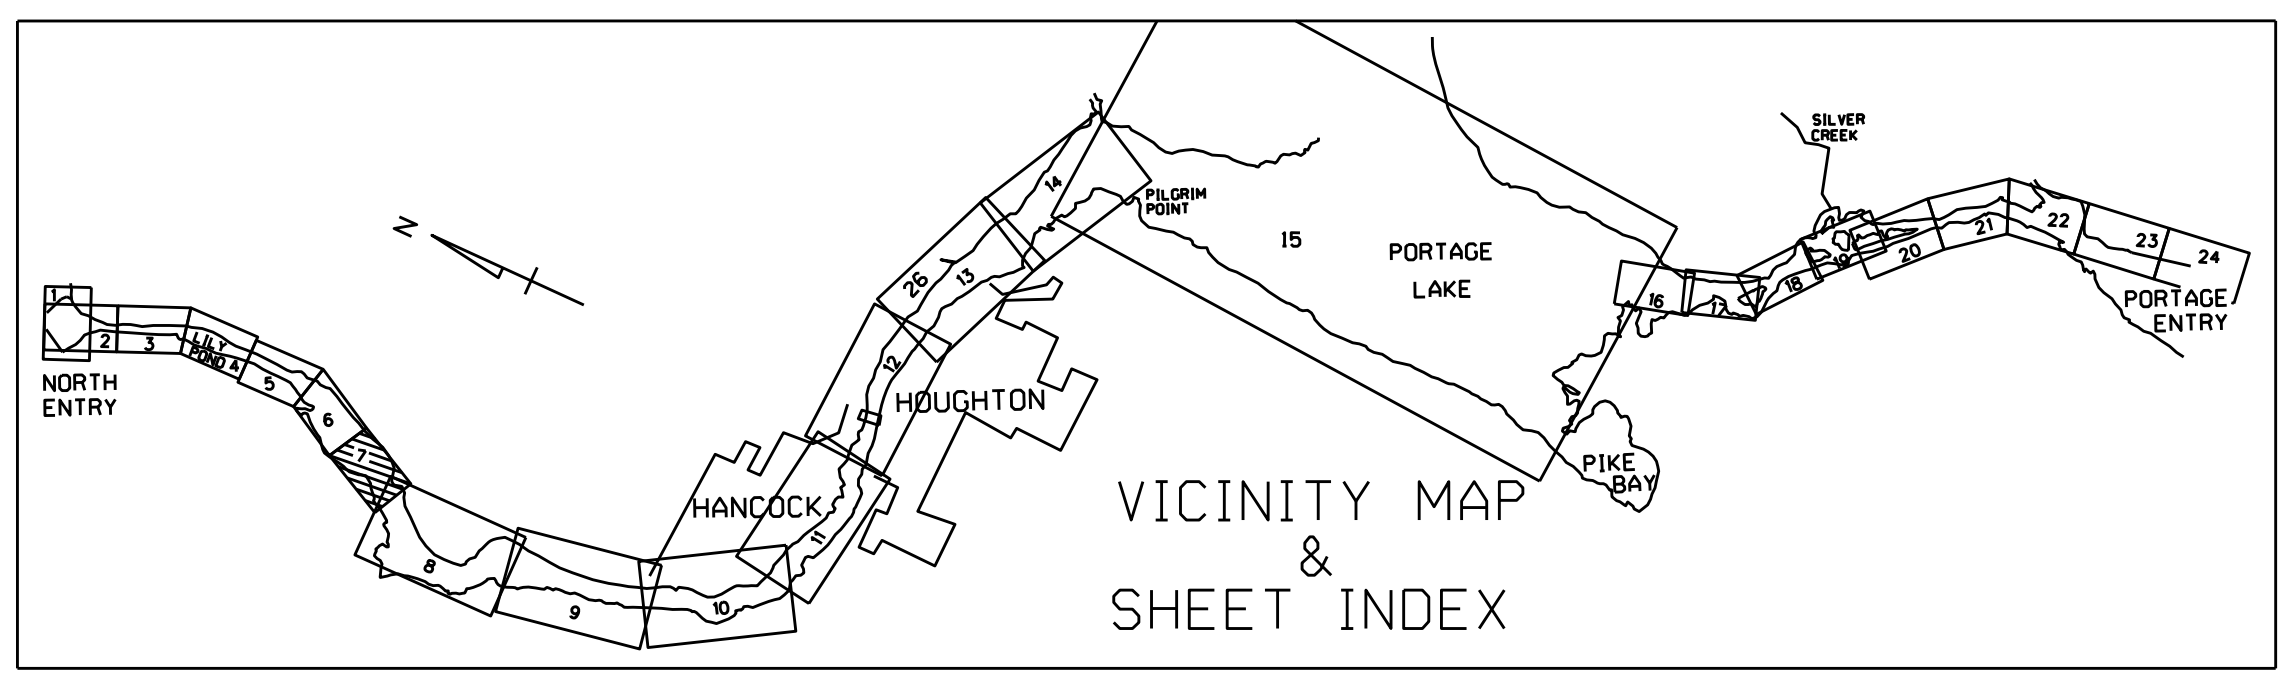 SILVER
CREEK
14
PILGRIM
POINT
N
15
PORTAGE
LAKE
26
13
16
17
18
19
20
21
22
23
24
PORTAGE
ENTRY
1
2
3
LILY
POND 4
5
6
7
NORTH
ENTRY
12
HOUGHTON
HANCOCK
11
PIKE
BAY
8
9
10
VICINITY MAP
&
SHEET INDEX